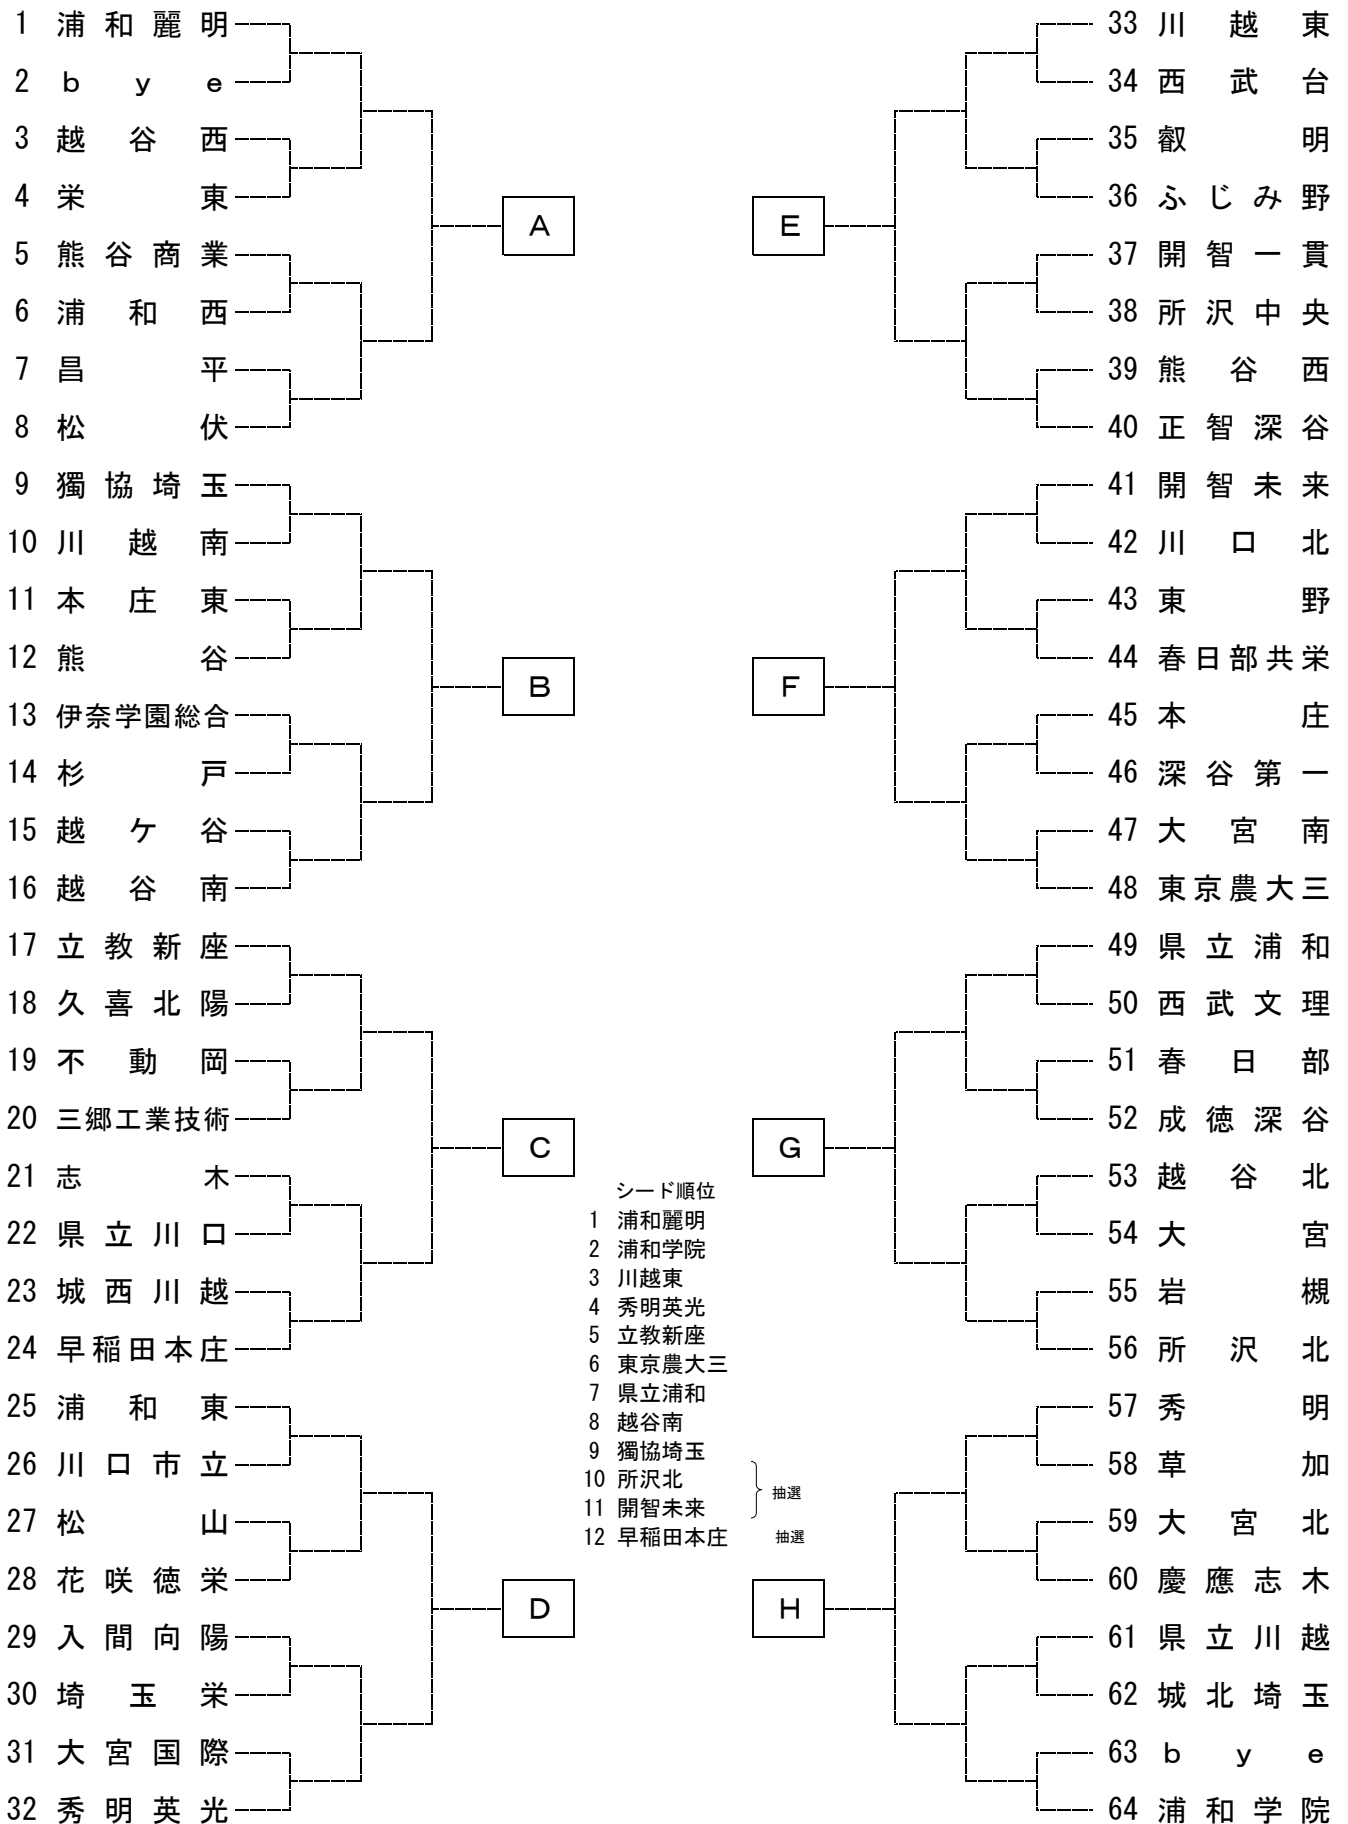 1 浦和麗明
2 bye
3 越谷西
4 栄東
5 熊谷商業
6 浦和西
7 昌平
8 松伏
A
9 獨協埼玉
10 川越南
11 本庄東
12 熊谷
13 伊奈学園総合
14 杉戸
15 越ケ谷
16 越谷南
B
17 立教新座
18 久喜北陽
19 不動岡
20 三郷工業技術
21 志木
22 県立川口
23 城西川越
24 早稲田本庄
C
25 浦和東
26 川口市立
27 松山
28 花咲徳栄
29 入間向陽
30 埼玉栄
31 大宮国際
32 秀明英光
D
シード順位
1 浦和麗明
2 浦和学院
3 川越東
4 秀明英光
5 立教新座
6 東京農大三
7 県立浦和
8 越谷南
9 獨協埼玉
10 所沢北
11 開智未来
抽選
12 早稲田本庄 抽選
33 川越東
34 西武台
35 叡明
36 ふじみ野
37 開智一貫
38 所沢中央
39 熊谷西
40 正智深谷
E
41 開智未来
42 川口北
43 東野
44 春日部共栄
45 本庄
46 深谷第一
47 大宮南
48 東京農大三
F
49 県立浦和
50 西武文理
51 春日部
52 成徳深谷
53 越谷北
54 大宮
55 岩槻
56 所沢北
G
57 秀明
58 草加
59 大宮北
60 慶應志木
61 県立川越
62 城北埼玉
63 bye
64 浦和学院
H